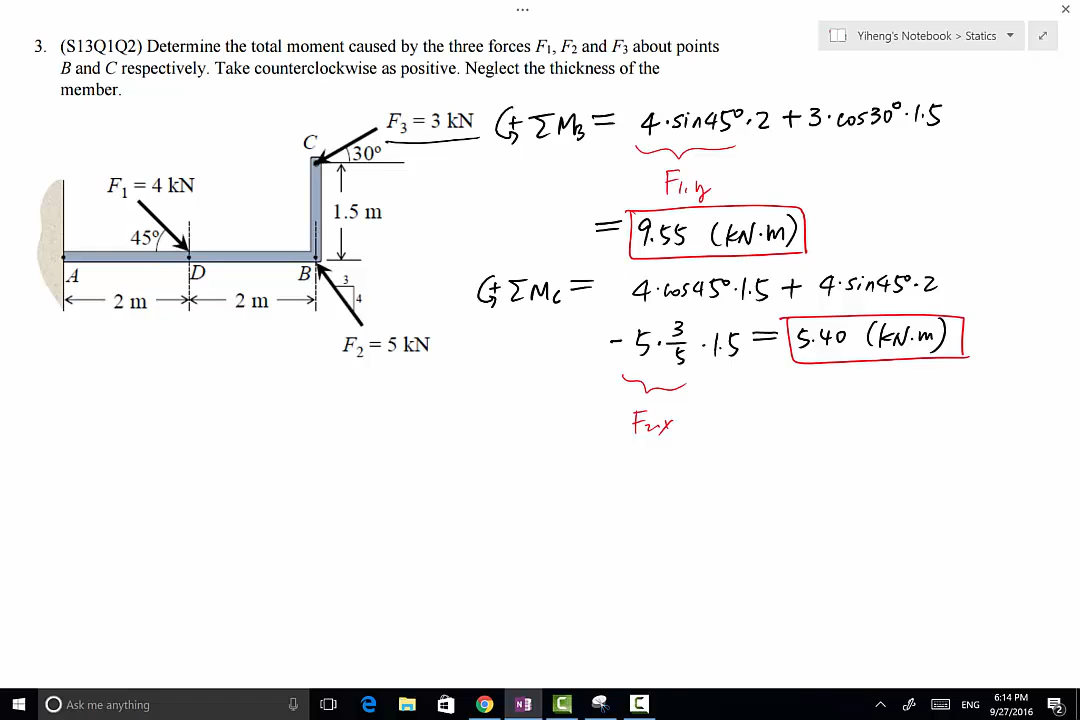 ...
Yiheng's Notebook > Statics
3. (S13Q1Q2) Determine the total moment caused by the three forces F₁, F₂ and F₃ about points
B and C respectively. Take counterclockwise as positive. Neglect the thickness of the
member.
F₃ = 3 kN
C
30°
F₁ = 4 kN
1.5 m
45°
A
D
B
3
4
2 m
2 m
F₂ = 5 kN
+ ΣM_B = 4·sin45°·2 + 3·cos30°·1.5
F₁,y
= 9.55 (kN·m)
+ ΣM_C = 4·cos45°·1.5 + 4·sin45°·2
- 5·3/5·1.5 = 5.40 (kN·m)
F₂,x
Ask me anything
N
C
C
ENG
6:14 PM
9/27/2016
2